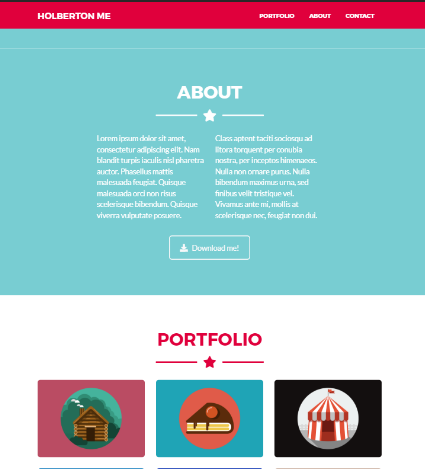 HOLBERTON ME
PORTFOLIO ABOUT CONTACT
ABOUT
Lorem ipsum dolor sit amet,
consectetur adipiscing elit. Nam
blandit turpis iaculis nisl pharetra
auctor. Phasellus mattis
malesuada feugiat. Quisque
malesuada orci non risus
scelerisque bibendum. Quisque
viverra vulputate posuere.
Class aptent taciti sociosqu ad
litora torquent per conubia
nostra, per inceptos himenaeos.
Nulla non ornare purus. Nulla
bibendum maximus urna, sed
finibus velit tristique vel.
Vivamus ante mi, mollis at
scelerisque nec, feugiat non dui.
Download me!
PORTFOLIO